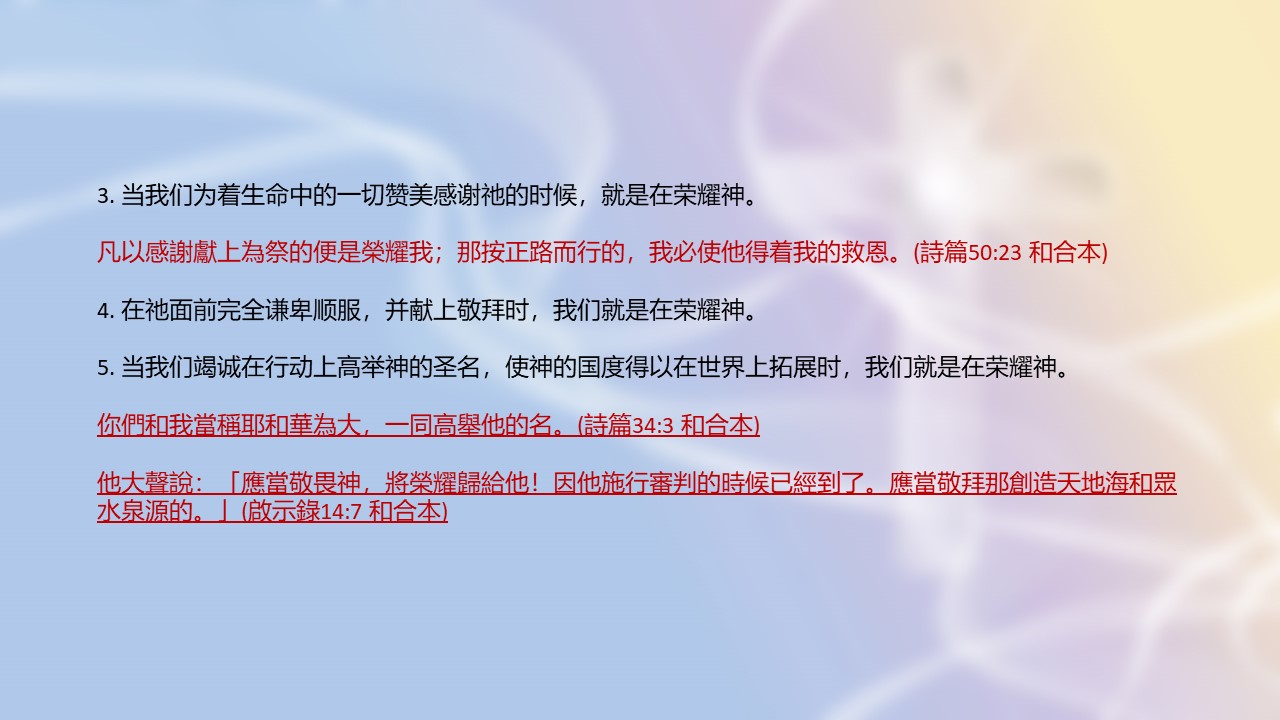 3. 当我们为着生命中的一切赞美感谢祂的时候，就是在荣耀神。
凡以感謝獻上為祭的便是榮耀我；那按正路而行的，我必使他得着我的救恩。(詩篇50:23 和合本)
4. 在祂面前完全谦卑顺服，并献上敬拜时，我们就是在荣耀神。
5. 当我们竭诚在行动上高举神的圣名，使神的国度得以在世界上拓展时，我们就是在荣耀神。
你們和我當稱耶和華為大，一同高舉他的名。(詩篇34:3 和合本)
他大聲說：「應當敬畏神，將榮耀歸給他！因他施行審判的時候已經到了。應當敬拜那創造天地海和眾
水泉源的。」(啟示錄14:7 和合本)